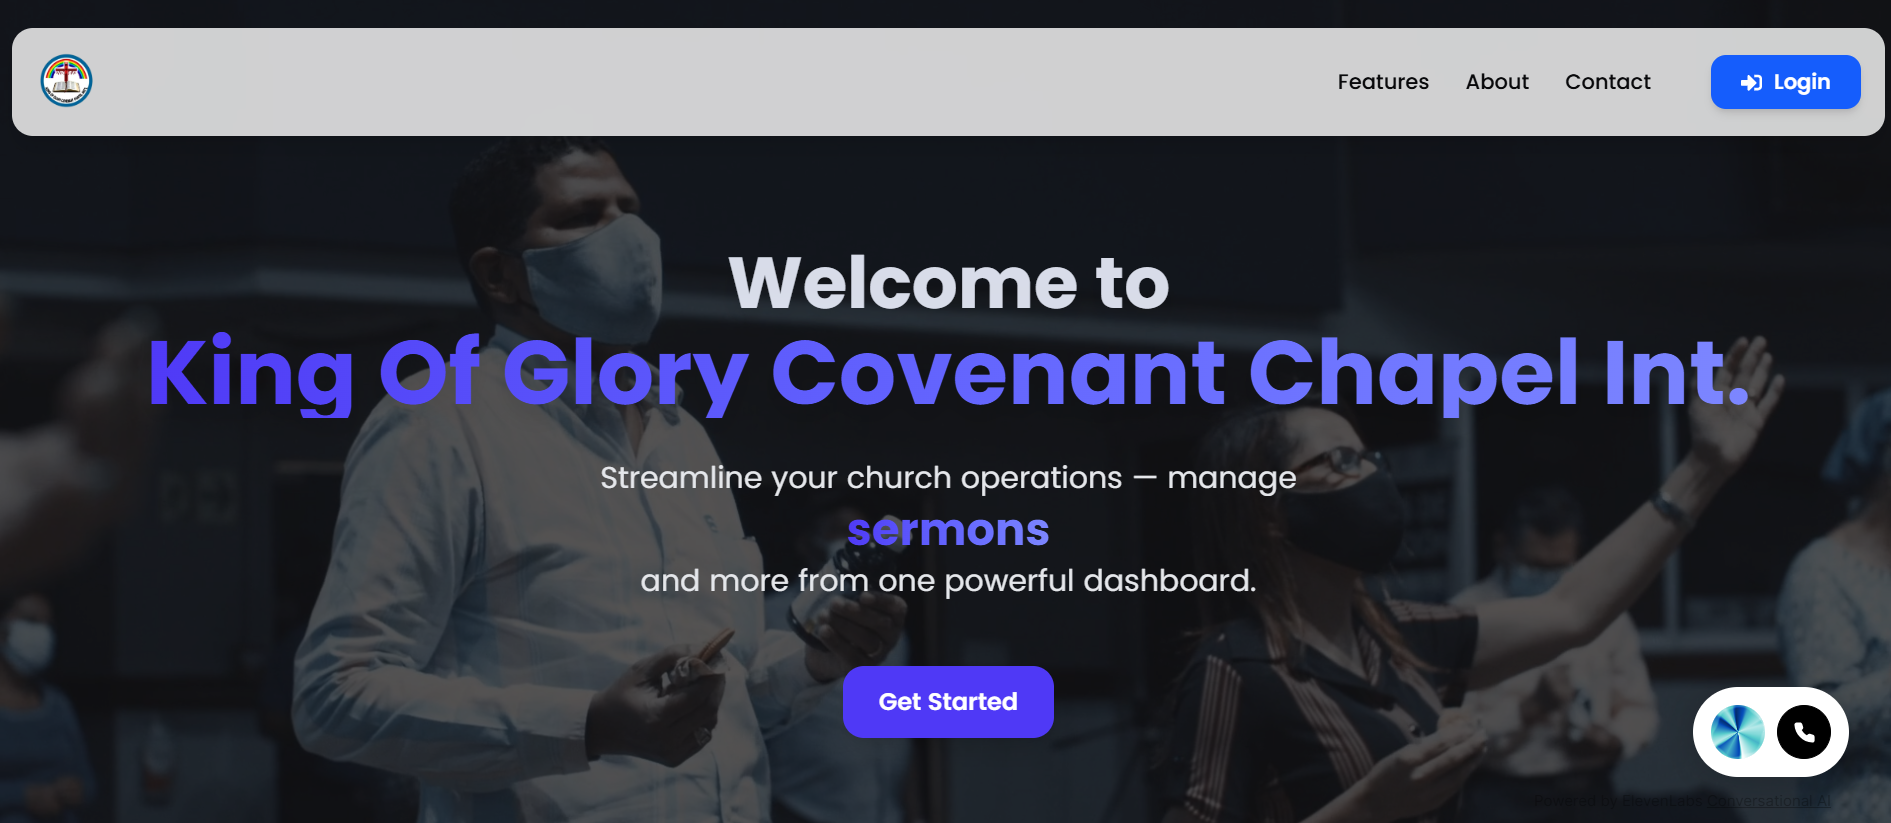 Features About Contact Login
Welcome to
King Of Glory Covenant Chapel Int.
Streamline your church operations — manage
sermons
and more from one powerful dashboard.
Get Started
Powered by ElevenLabs Conversational AI